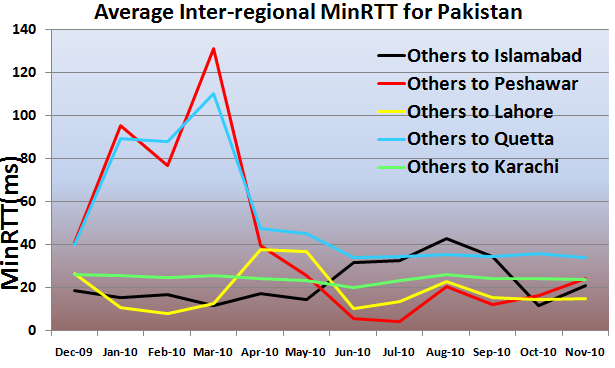 Average Inter-regional MinRTT for Pakistan
MinRTT(ms)
140
120
100
80
60
40
20
0
Others to Islamabad
Others to Peshawar
Others to Lahore
Others to Quetta
Others to Karachi
Dec-09 Jan-10 Feb-10 Mar-10 Apr-10 May-10 Jun-10 Jul-10 Aug-10 Sep-10 Oct-10 Nov-10